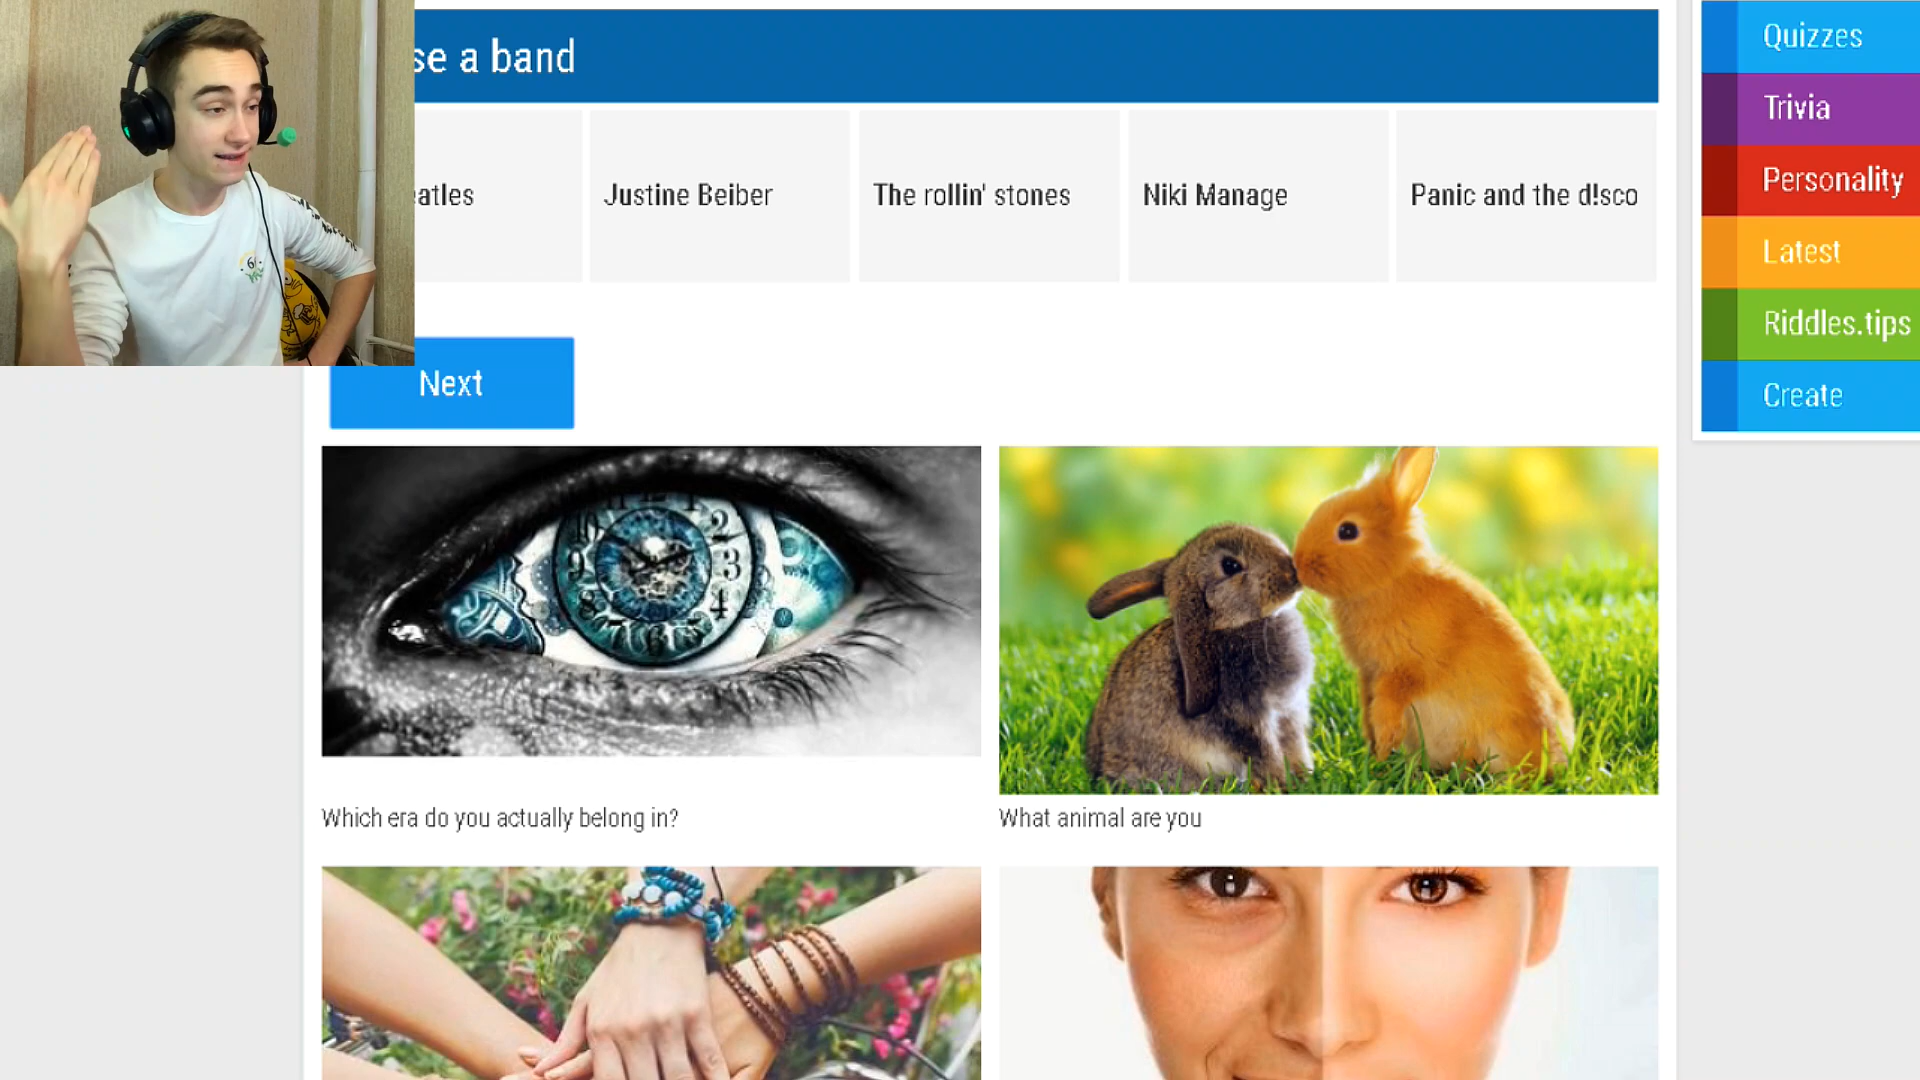 se a band
eatles
Justine Beiber
The rollin' stones
Niki Manage
Panic and the d!sco
Next
Which era do you actually belong in?
What animal are you
Quizzes
Trivia
Personality
Latest
Riddles.tips
Create